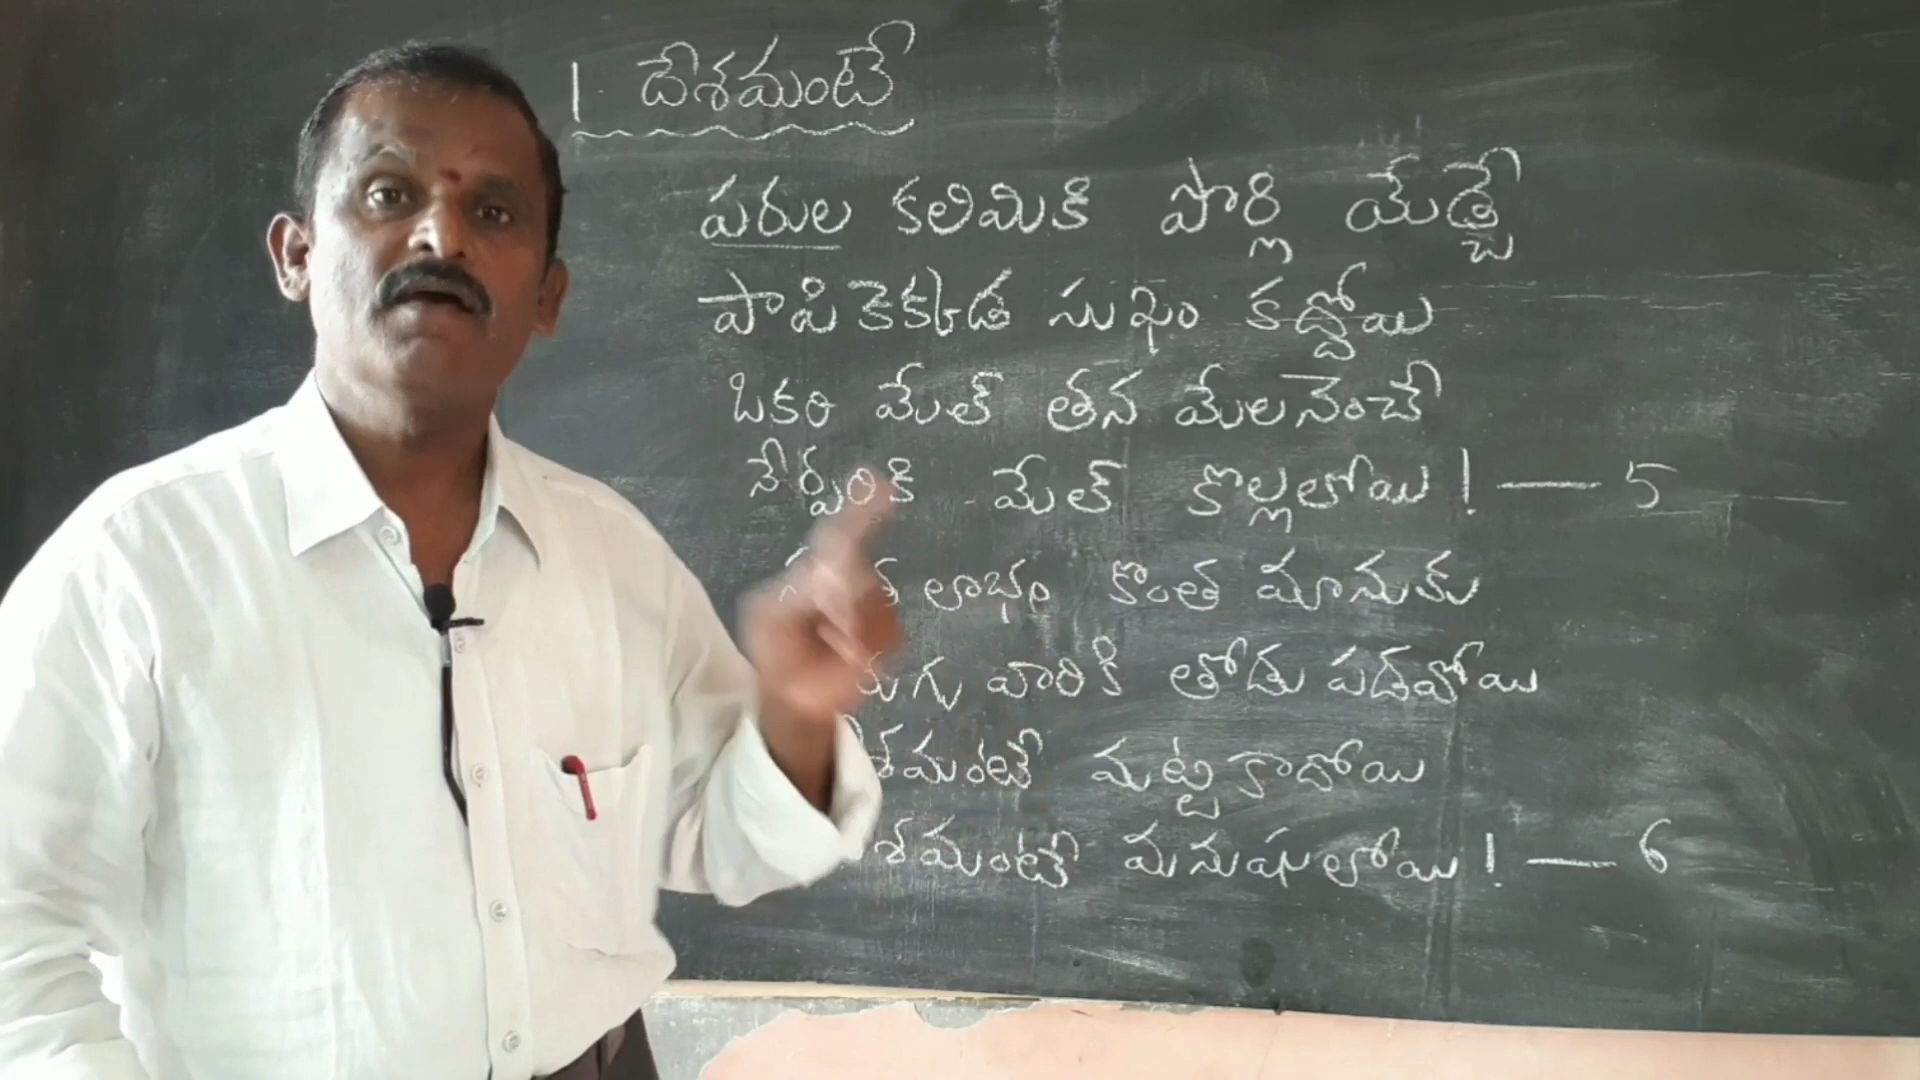 1. దేశమంటే
పరుల కలిమికి పొర్లి యేడ్చే
పాపి కెక్కడ సుఖం కద్దోయి
ఒకరి మేల్ తన మేలనెంచే
నేర్పరికి మేల్ కొల్లలోయి ! — 5
లాభం కొంత మానుకు
వారికి తోడు పడవోయి
మట్టి కాదోయి
మనుషులోయి ! — 6